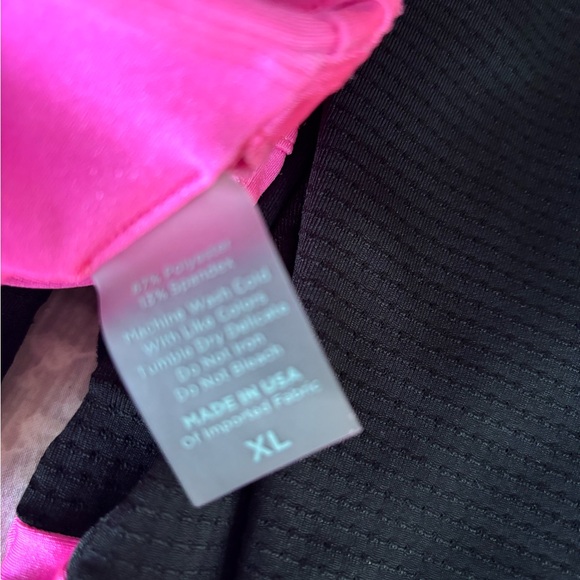 87% Polyester
13% Spandex
Machine Wash Cold
With Like Colors
Tumble Dry Delicate
Do Not Iron
Do Not Bleach
MADE IN USA
Of Imported Fabric
XL